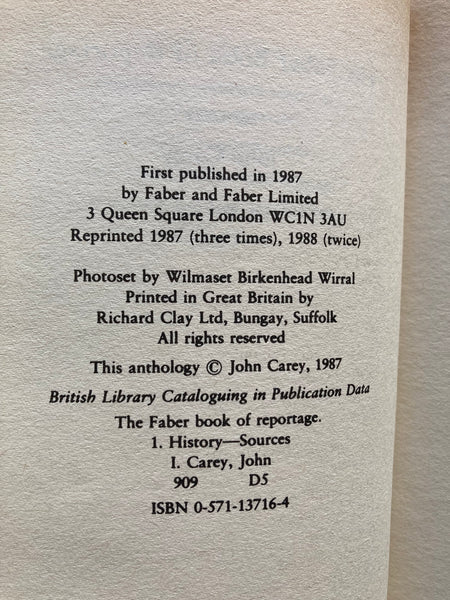 First published in 1987
by Faber and Faber Limited
3 Queen Square London WC1N 3AU
Reprinted 1987 (three times), 1988 (twice)
Photoset by Wilmaset Birkenhead Wirral
Printed in Great Britain by
Richard Clay Ltd, Bungay, Suffolk
All rights reserved
This anthology © John Carey, 1987
British Library Cataloguing in Publication Data
The Faber book of reportage.
1. History—Sources
I. Carey, John
909 D5
ISBN 0-571-13716-4